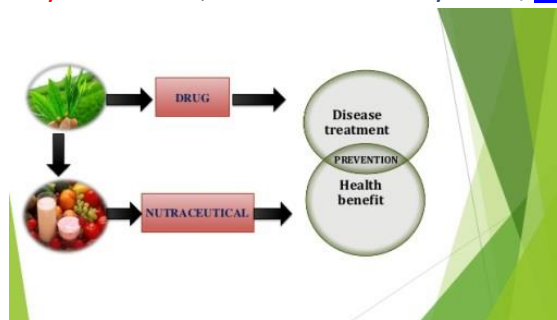 DRUG
Disease
treatment
PREVENTION
Health
benefit
NUTRACEUTICAL